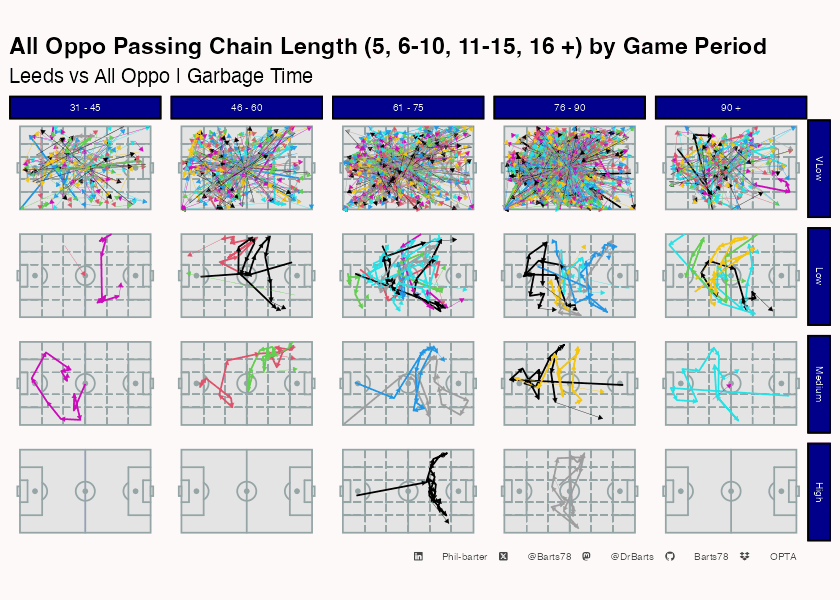 All Oppo Passing Chain Length (5, 6-10, 11-15, 16 +) by Game Period
Leeds vs All Oppo I Garbage Time
31 - 45
46 - 60
61 - 75
76 - 90
90 +
VLow
Low
Medium
High
Phil-barter @Barts78 @DrBarts Barts78 OPTA